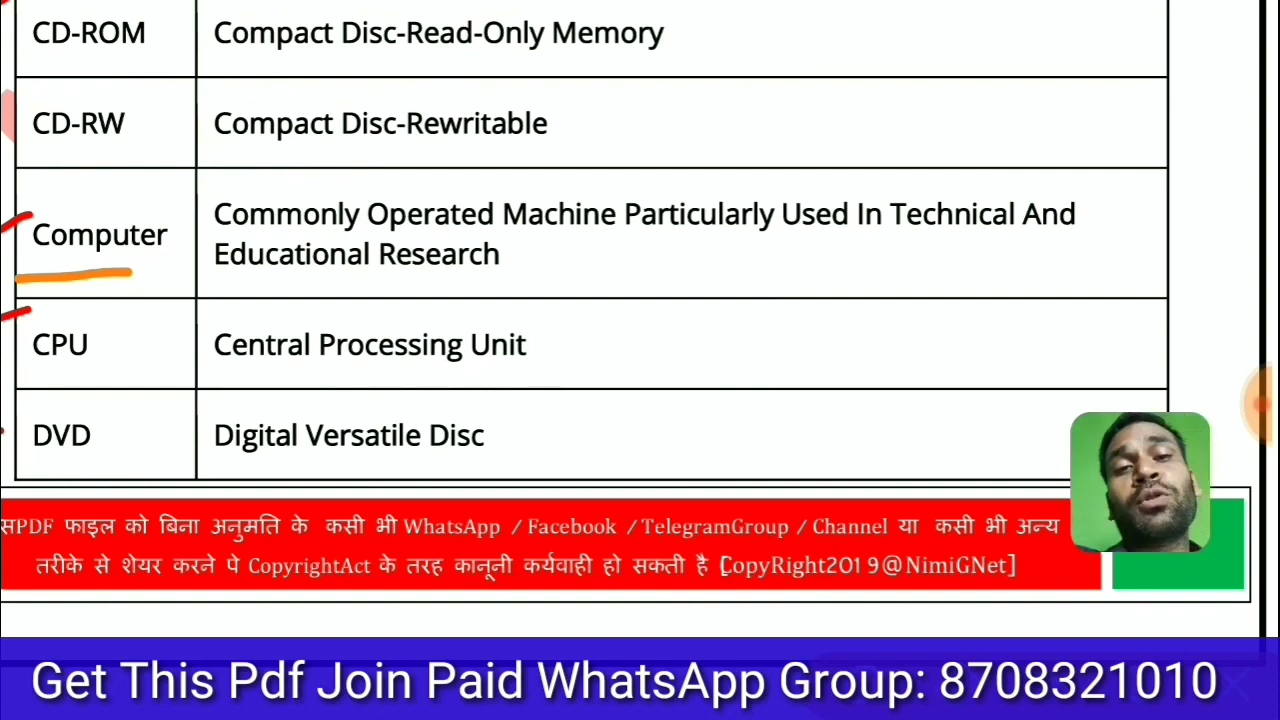 CD-ROM Compact Disc-Read-Only Memory
CD-RW Compact Disc-Rewritable
Computer Commonly Operated Machine Particularly Used In Technical And
Educational Research
CPU Central Processing Unit
DVD Digital Versatile Disc
सPDF फाइल को बिना अनुमति के कसी भी WhatsApp / Facebook / TelegramGroup / Channel या कसी भी अन्य
तरीके से शेयर करने पे CopyrightAct के तरह कानूनी कर्यवाही हो सकती है [CopyRight2019@NimiGNet]
Get This Pdf Join Paid WhatsApp Group: 8708321010